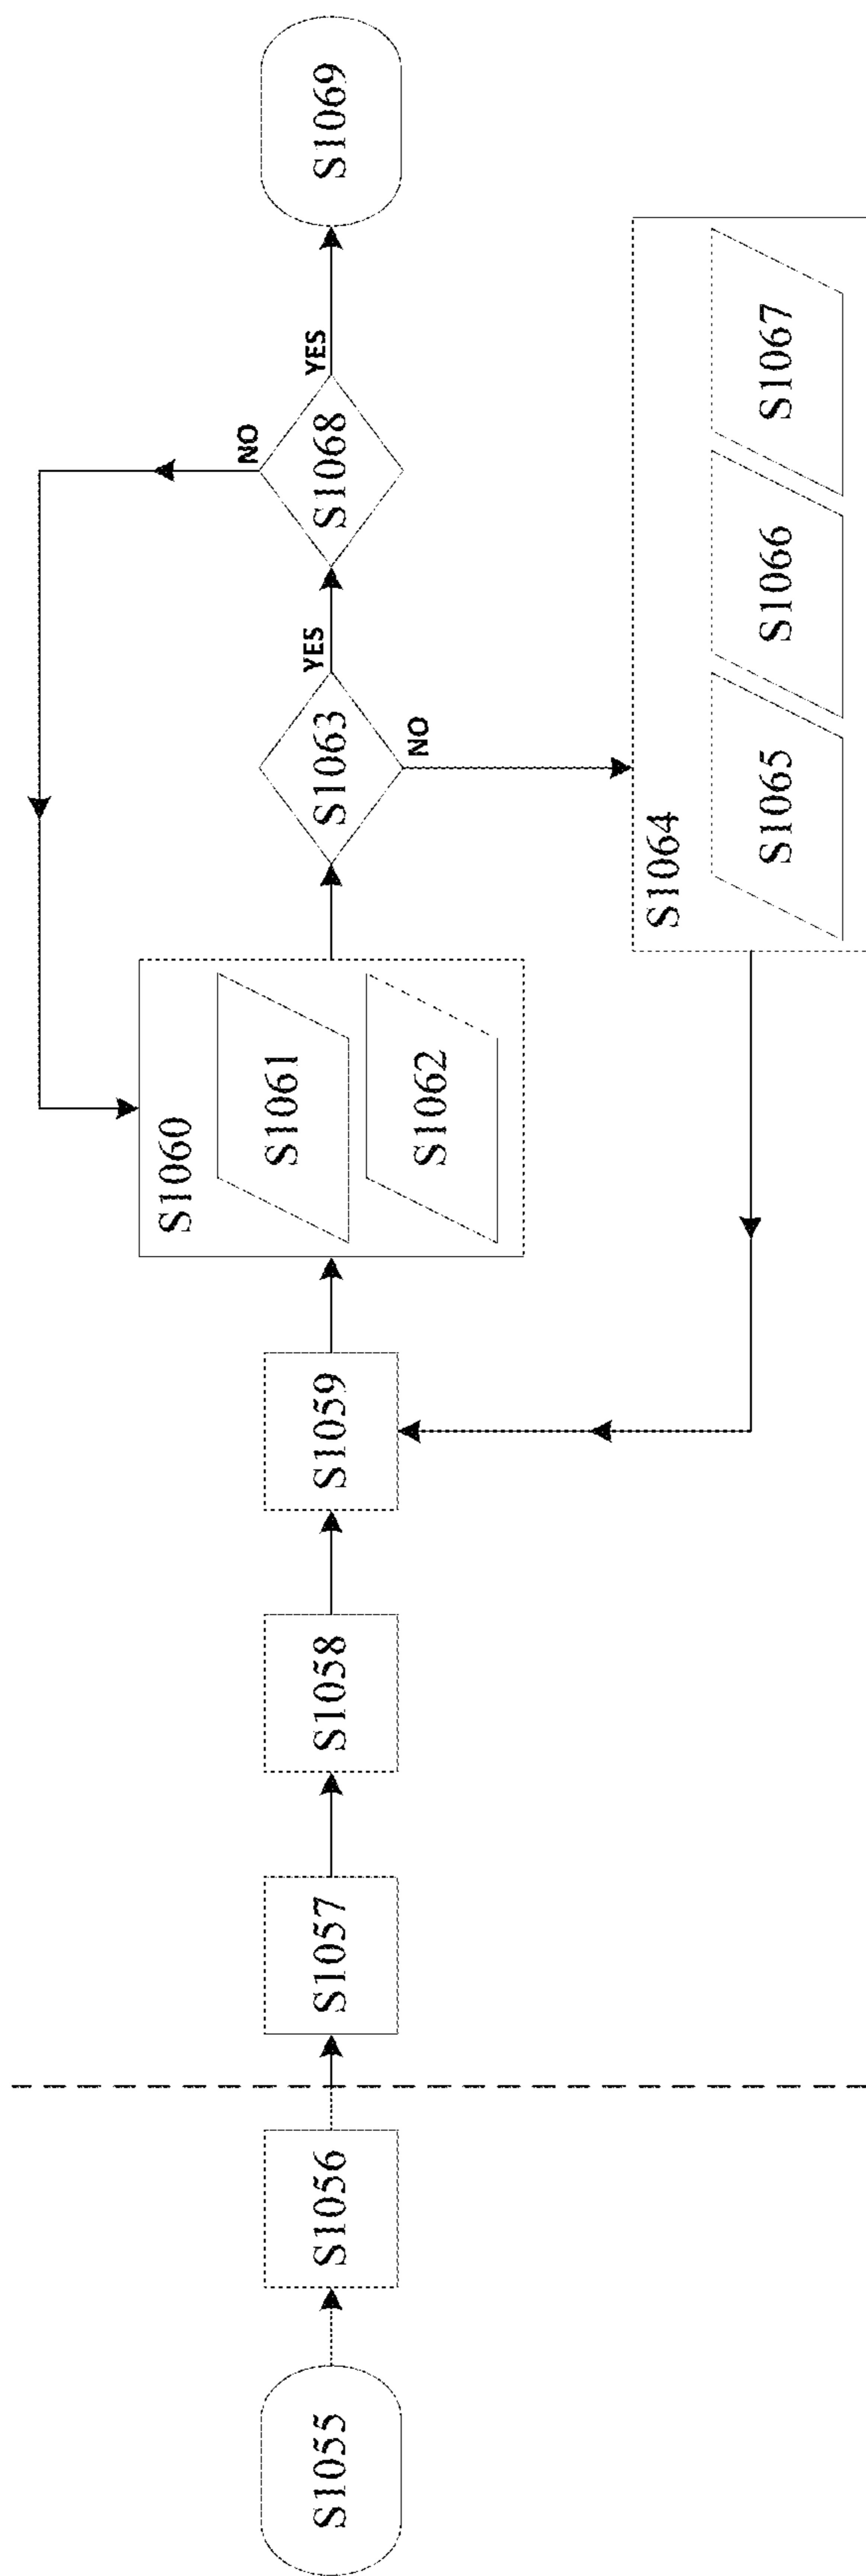 S1055
S1056
S1057
S1058
S1059
S1060
S1061
S1062
S1063
YES
NO
S1064
S1065
S1066
S1067
S1068
NO
YES
S1069